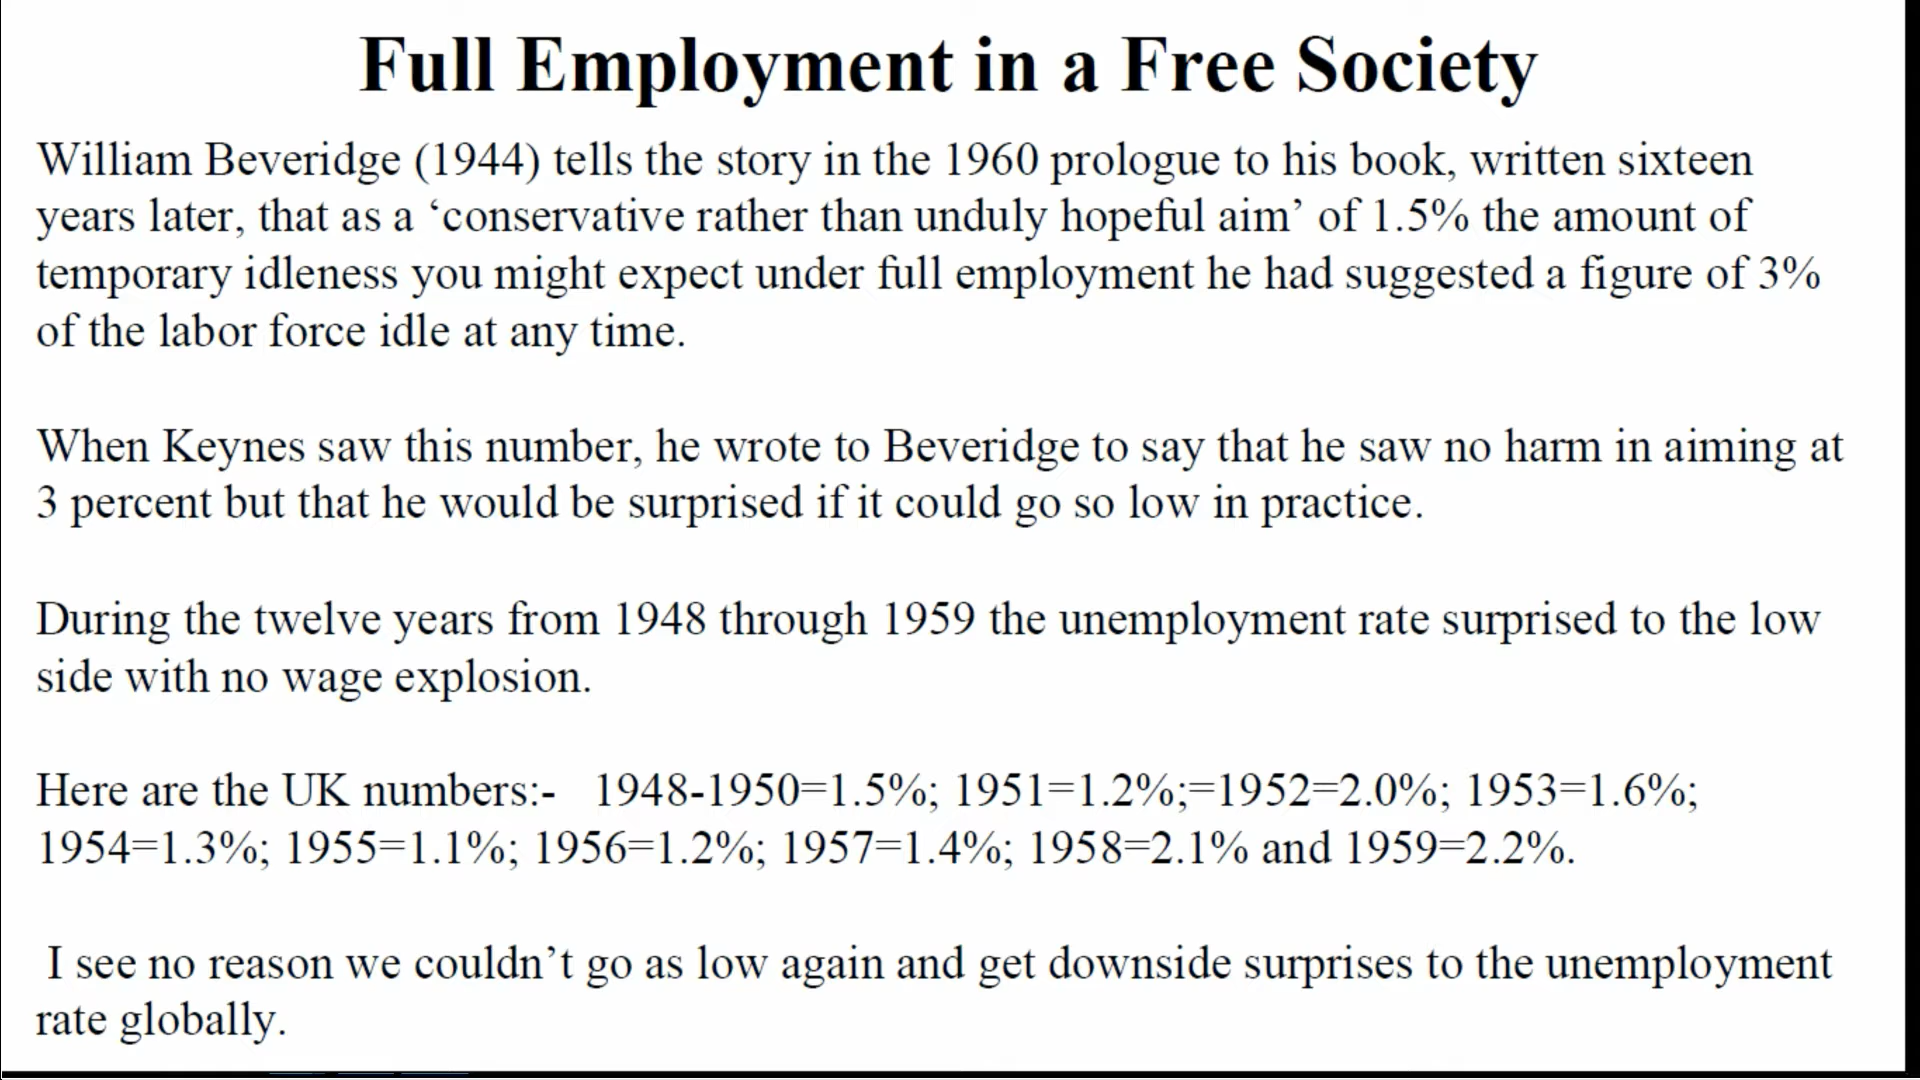 Full Employment in a Free Society
William Beveridge (1944) tells the story in the 1960 prologue to his book, written sixteen
years later, that as a ‘conservative rather than unduly hopeful aim’ of 1.5% the amount of
temporary idleness you might expect under full employment he had suggested a figure of 3%
of the labor force idle at any time.
When Keynes saw this number, he wrote to Beveridge to say that he saw no harm in aiming at
3 percent but that he would be surprised if it could go so low in practice.
During the twelve years from 1948 through 1959 the unemployment rate surprised to the low
side with no wage explosion.
Here are the UK numbers:- 1948-1950=1.5%; 1951=1.2%;=1952=2.0%; 1953=1.6%;
1954=1.3%; 1955=1.1%; 1956=1.2%; 1957=1.4%; 1958=2.1% and 1959=2.2%.
I see no reason we couldn’t go as low again and get downside surprises to the unemployment
rate globally.